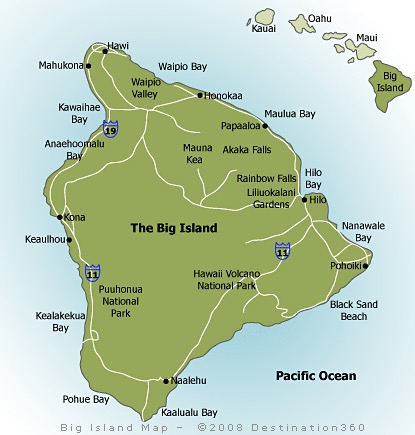 Kauai
Oahu
Maui
Big
Island
Hawi
Mahukona
Waipio Bay
Waipio
Valley
Honokaa
Kawaihae
Bay
Maulua Bay
Papaaloa
19
Anaehoomalu
Bay
Mauna
Kea
Akaka Falls
Rainbow Falls
Hilo
Bay
Liliuokalani
Gardens
Hilo
Kona
The Big Island
Nanawale
Bay
Keaulhou
11
11
Hawaii Volcano
National Park
Pohoiki
Puuhonua
National
Park
Black Sand
Beach
Kealakekua
Bay
Naalehu
Pacific Ocean
Pohue Bay
Kaalualu Bay
Big Island Map - ©2008 Destination360